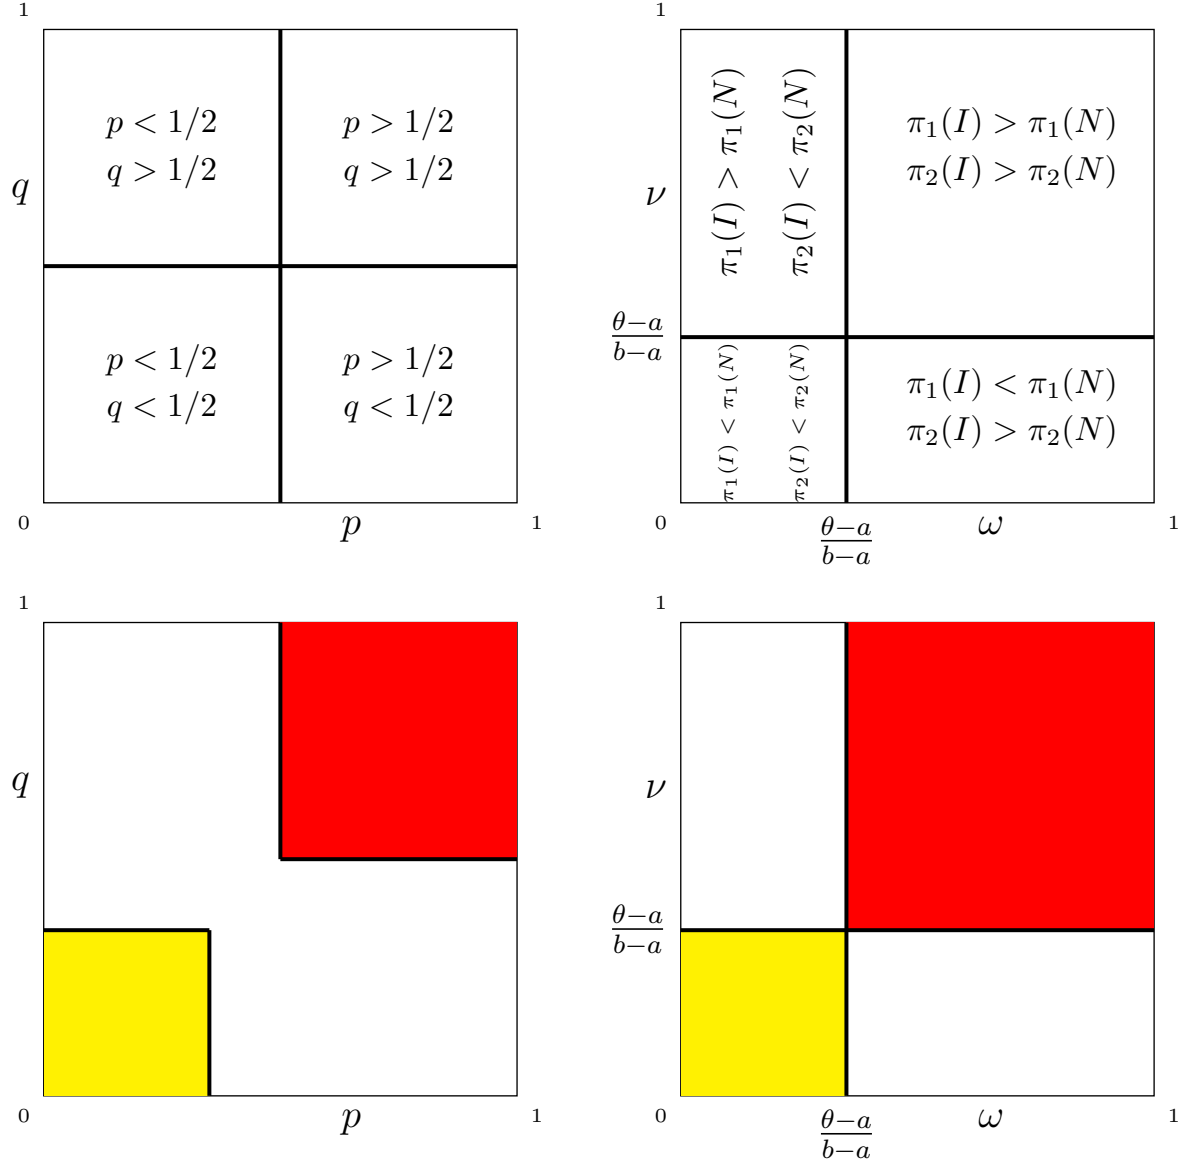 1
p < 1/2
q > 1/2
p > 1/2
q > 1/2
q
p < 1/2
q < 1/2
p > 1/2
q < 1/2
0
p
1
1
π₁(I) > π₁(N)
π₂(I) < π₂(N)
π₁(I) > π₁(N)
π₂(I) > π₂(N)
ν
θ−a
b−a
π₁(I) < π₁(N)
π₂(I) < π₂(N)
π₁(I) < π₁(N)
π₂(I) > π₂(N)
0
θ−a
b−a
ω
1
1
q
0
p
1
1
ν
θ−a
b−a
0
θ−a
b−a
ω
1